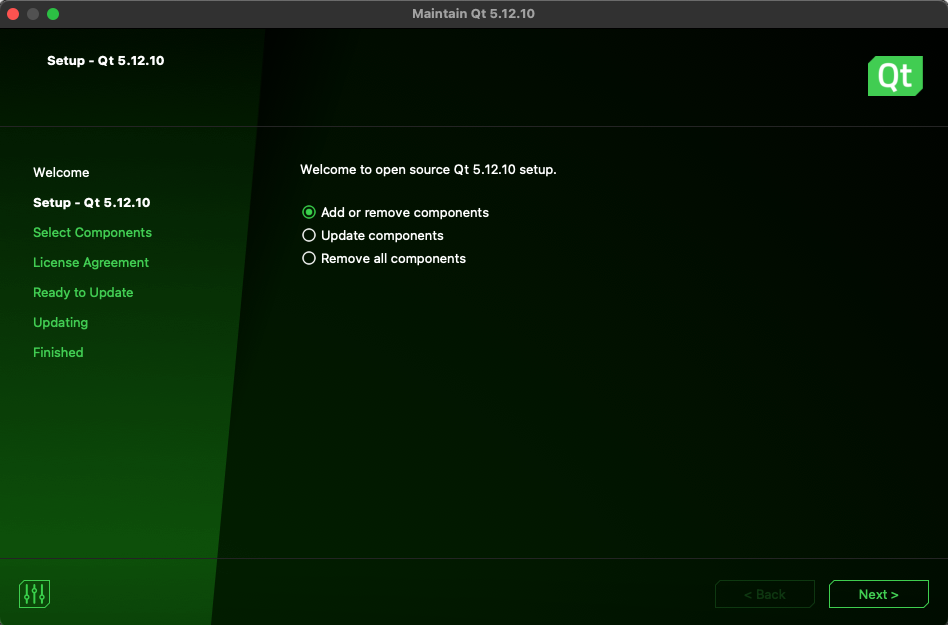 Maintain Qt 5.12.10
Setup - Qt 5.12.10
Qt
Welcome
Setup - Qt 5.12.10
Select Components
License Agreement
Ready to Update
Updating
Finished
Welcome to open source Qt 5.12.10 setup.
Add or remove components
Update components
Remove all components
< Back
Next >